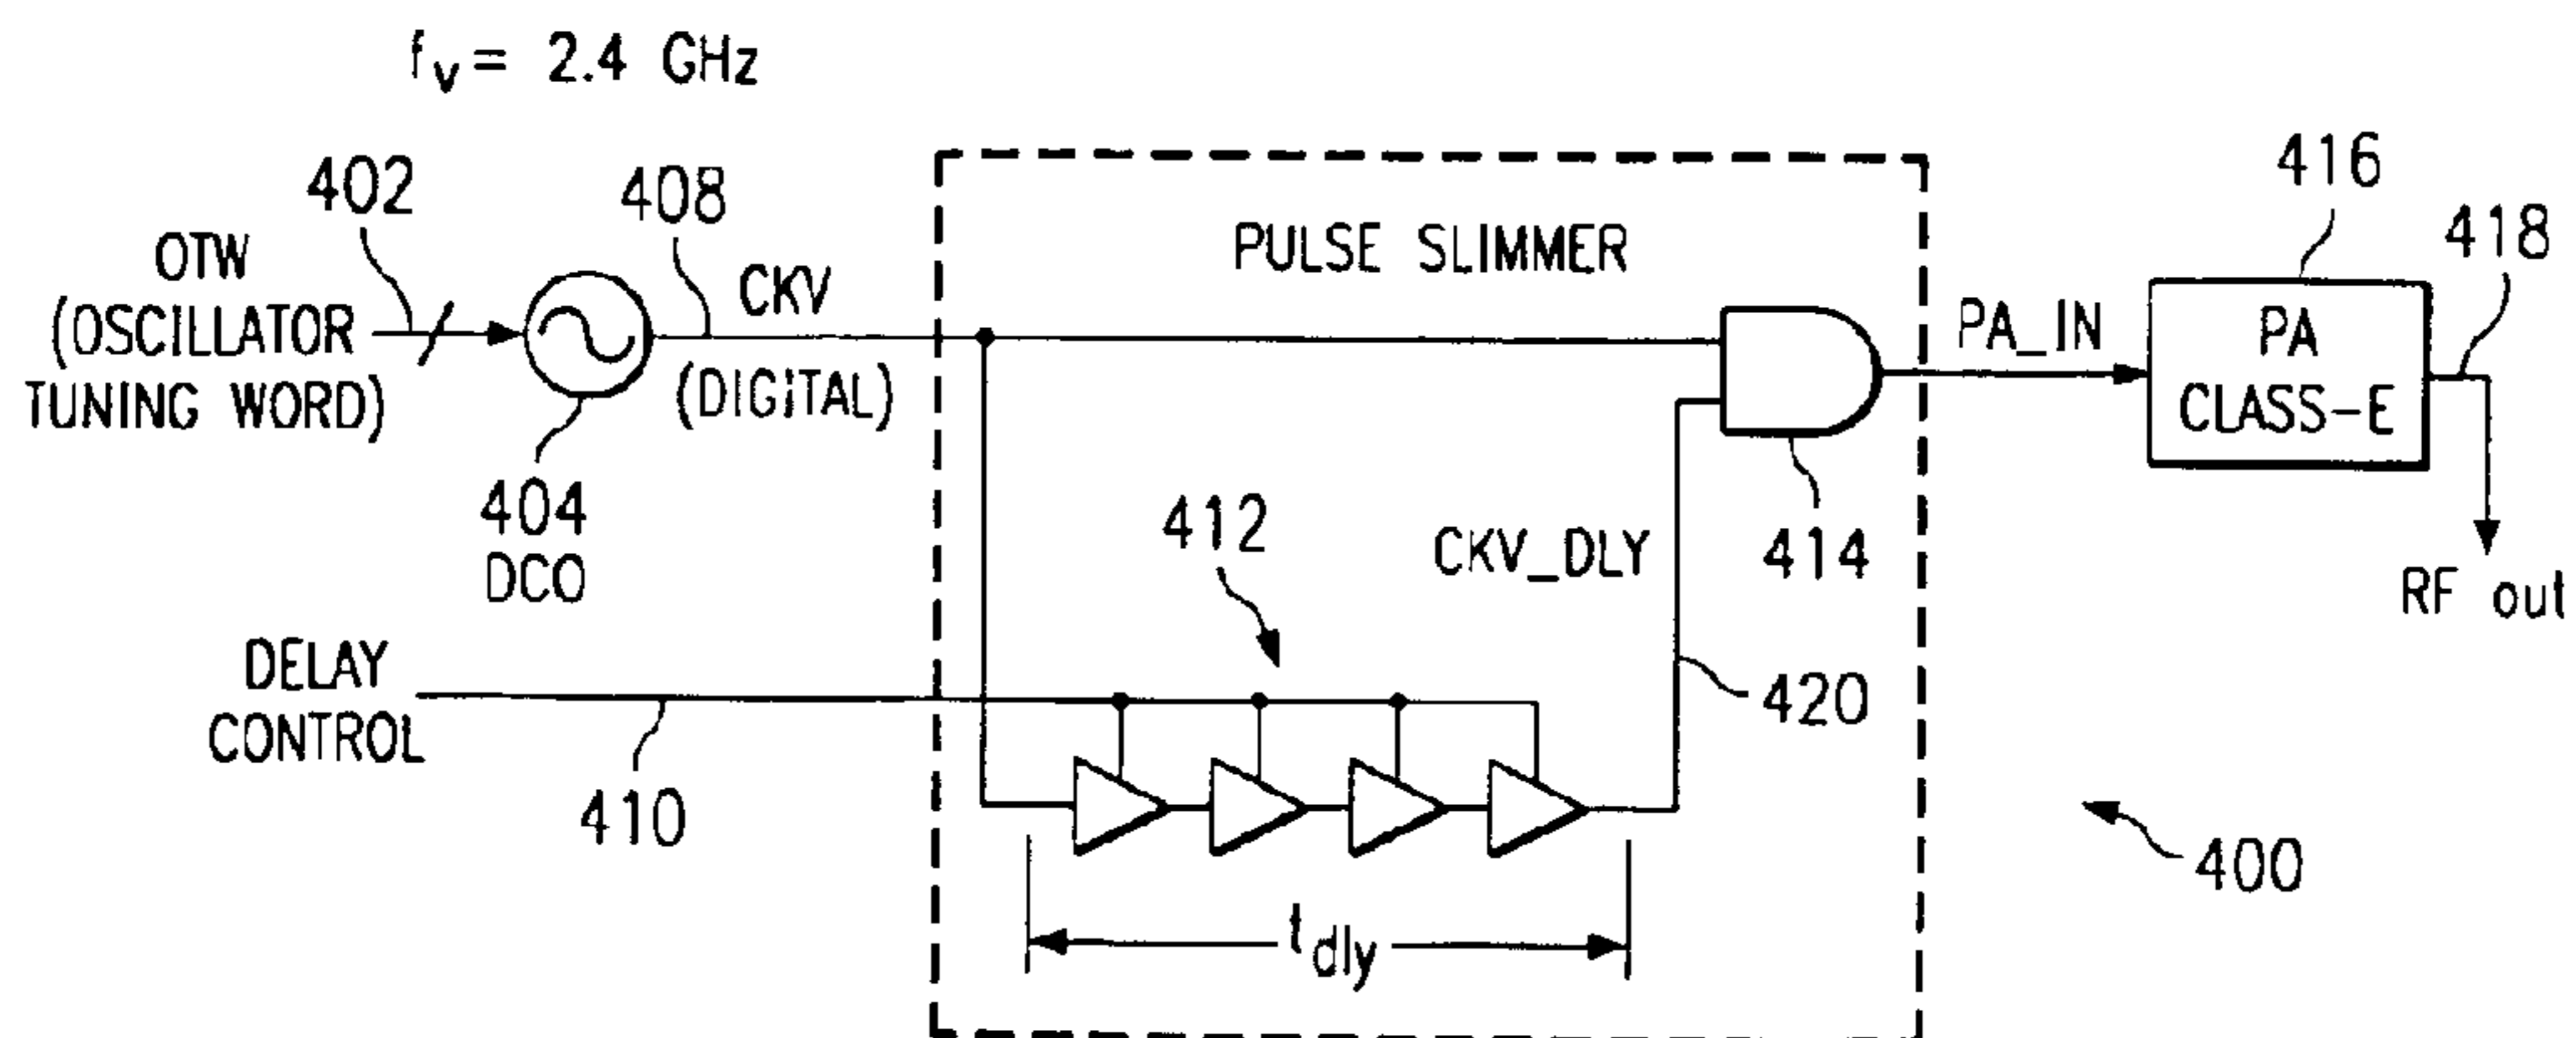 fv = 2.4 GHz
402
OTW
(OSCILLATOR
TUNING WORD)
408
CKV
(DIGITAL)
404
DCO
PULSE SLIMMER
416
418
PA_IN
PA
CLASS-E
RF out
412
CKV_DLY
414
420
DELAY
CONTROL
410
tdly
400